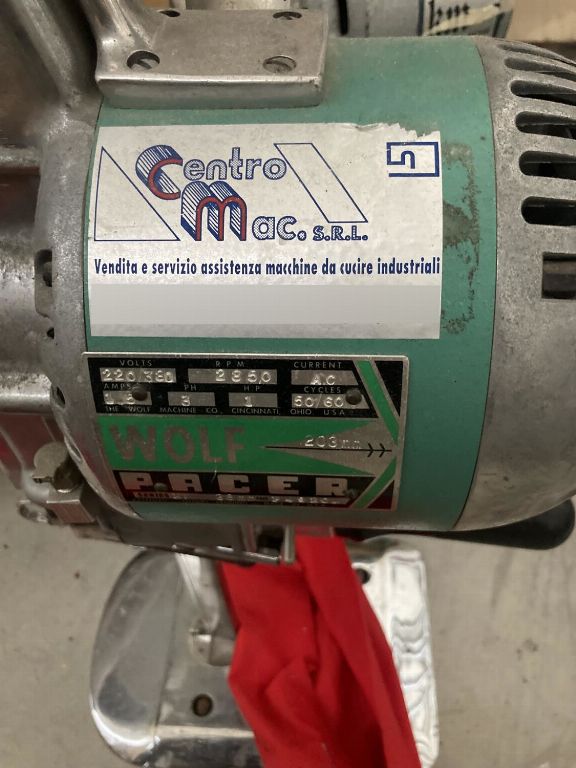 Centro
Mac. S.R.L.
Vendita e servizio assistenza macchine da cucire industriali
VOLTS R.P.M. CURRENT
220/380 2850 AC
AMPS PH H.P. CYCLES
3 1 50/60
THE WOLF MACHINE CO., CINCINNATI, OHIO, U.S.A.
WOLF 203mm
PACER
SERIES